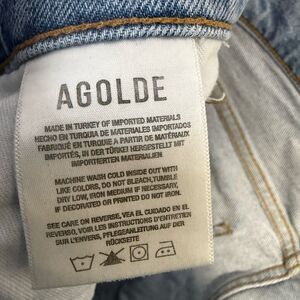 AGOLDE
MADE IN TURKEY OF IMPORTED MATERIALS
HECHO EN TURQUIA DE MATERIALES IMPORTADOS
FABRIQUÉ EN TURQUIE A PARTIR DE MATÉRIAUX
IMPORTÉS, IN DER TÜRKEI HERGESTELLT MIT
IMPORTIERTEN MATERIALIEN
MACHINE WASH COLD INSIDE OUT WITH
LIKE COLORS, DO NOT BLEACH,TUMBLE
DRY LOW, IRON MEDIUM IF NECESSARY,
IF DECORATED OR PRINTED DO NOT IRON.
SEE CARE ON REVERSE, VEA EL CUIDADO EN EL
REVERSO, VOIR LES INSTRUCTIONS D'ENTRETIEN
SUR L'ENVERS, PFLEGEANLEITUNG AUF DER
RÜCKSEITE